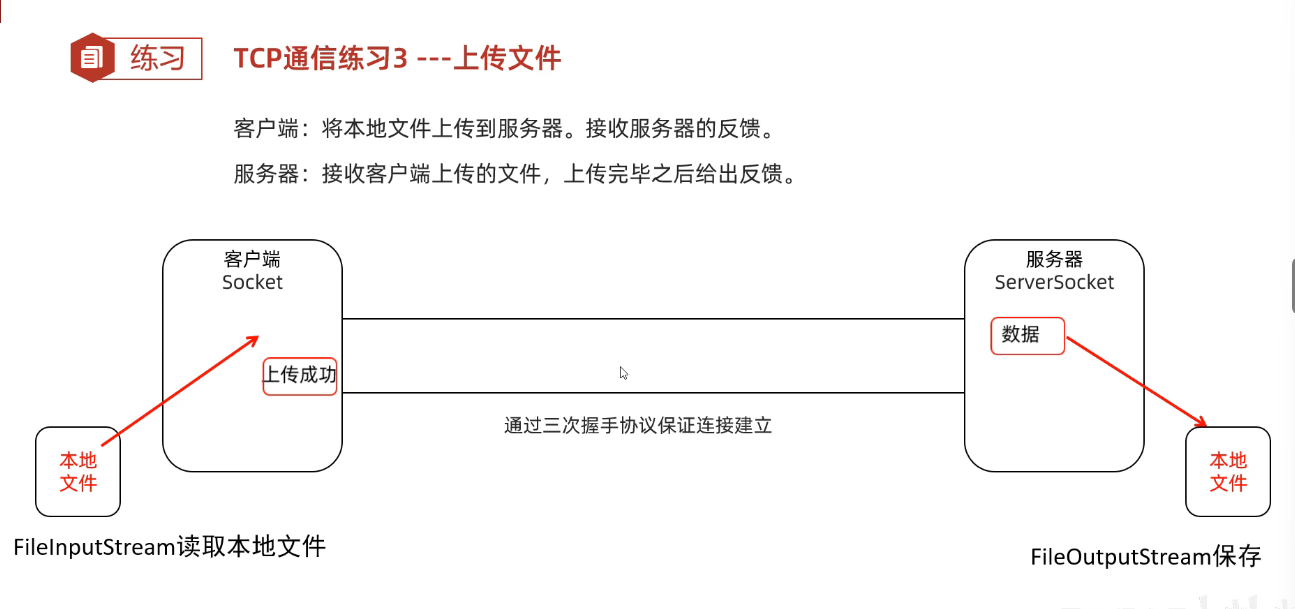 练习
TCP通信练习3 ---上传文件
客户端：将本地文件上传到服务器。接收服务器的反馈。
服务器：接收客户端上传的文件，上传完毕之后给出反馈。
客户端
Socket
服务器
ServerSocket
数据
上传成功
通过三次握手协议保证连接建立
本地
文件
本地
文件
FileInputStream读取本地文件
FileOutputStream保存